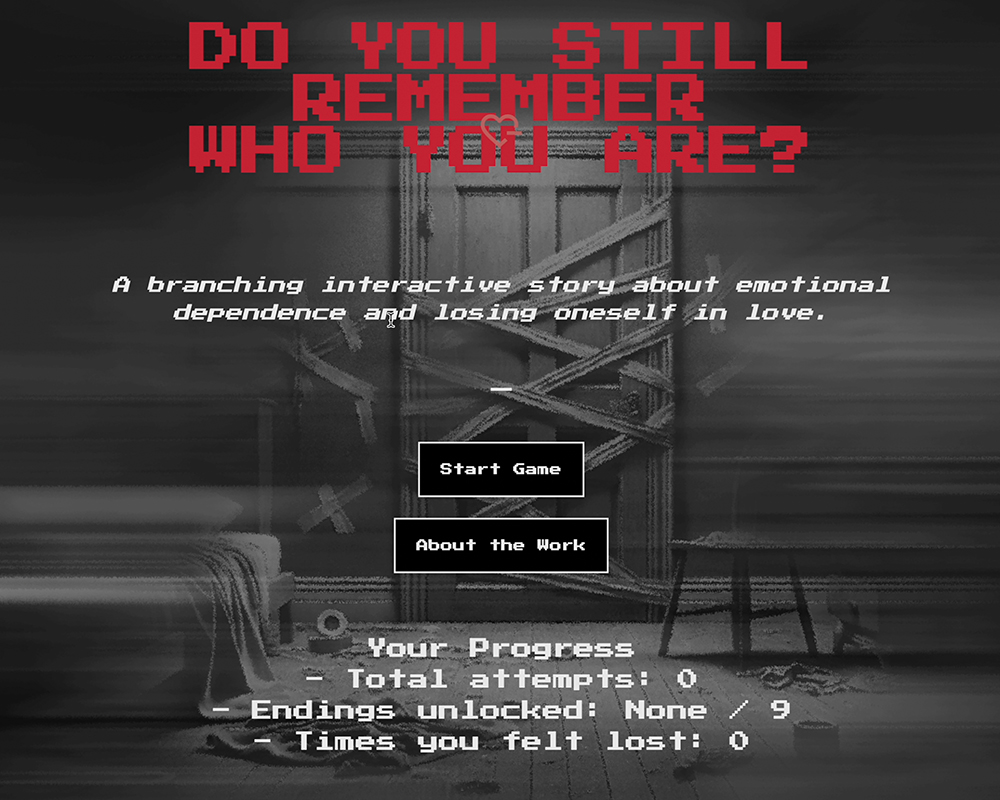 DO YOU STILL
REMEMBER
WHO YOU ARE?
A branching interactive story about emotional
dependence and losing oneself in love.
Start Game
About the Work
Your Progress
- Total attempts: 0
- Endings unlocked: None / 9
- Times you felt lost: 0